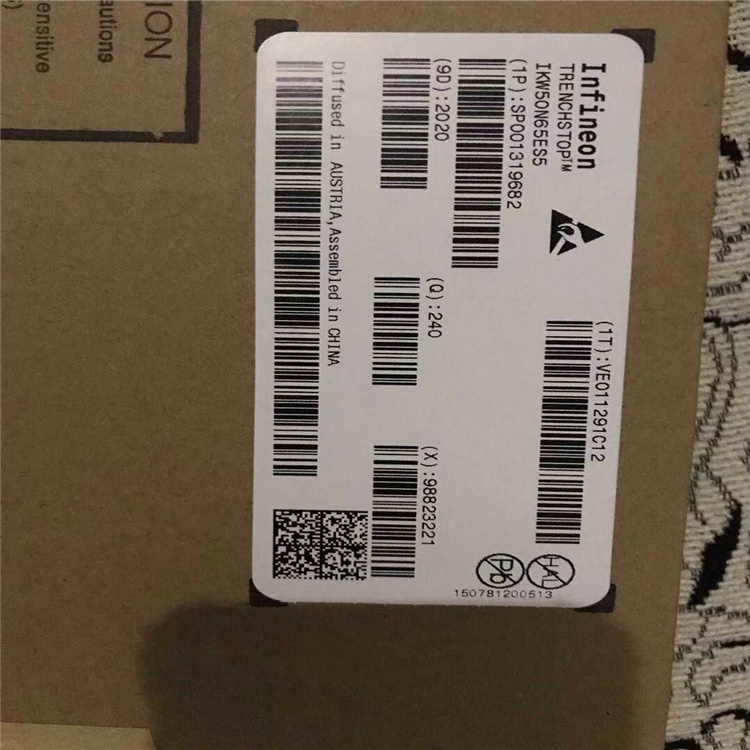 Infineon
TRENCHSTOP™
IKW50N65ES5
(1P):SP001319682
(1T):VE011291C12
(9D):2020
(Q):240
(X):98823221
Diffused in AUSTRIA,Assembled in CHINA
Pb
HAL
150781200513
ION
autions
ensitive